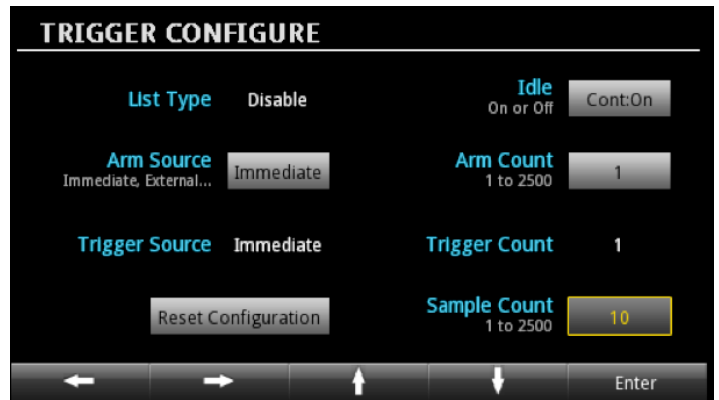 TRIGGER CONFIGURE
List Type Disable
Idle
On or Off
Cont:On
Arm Source
Immediate, External...
Immediate
Arm Count
1 to 2500
1
Trigger Source Immediate
Trigger Count 1
Reset Configuration
Sample Count
1 to 2500
10
Enter